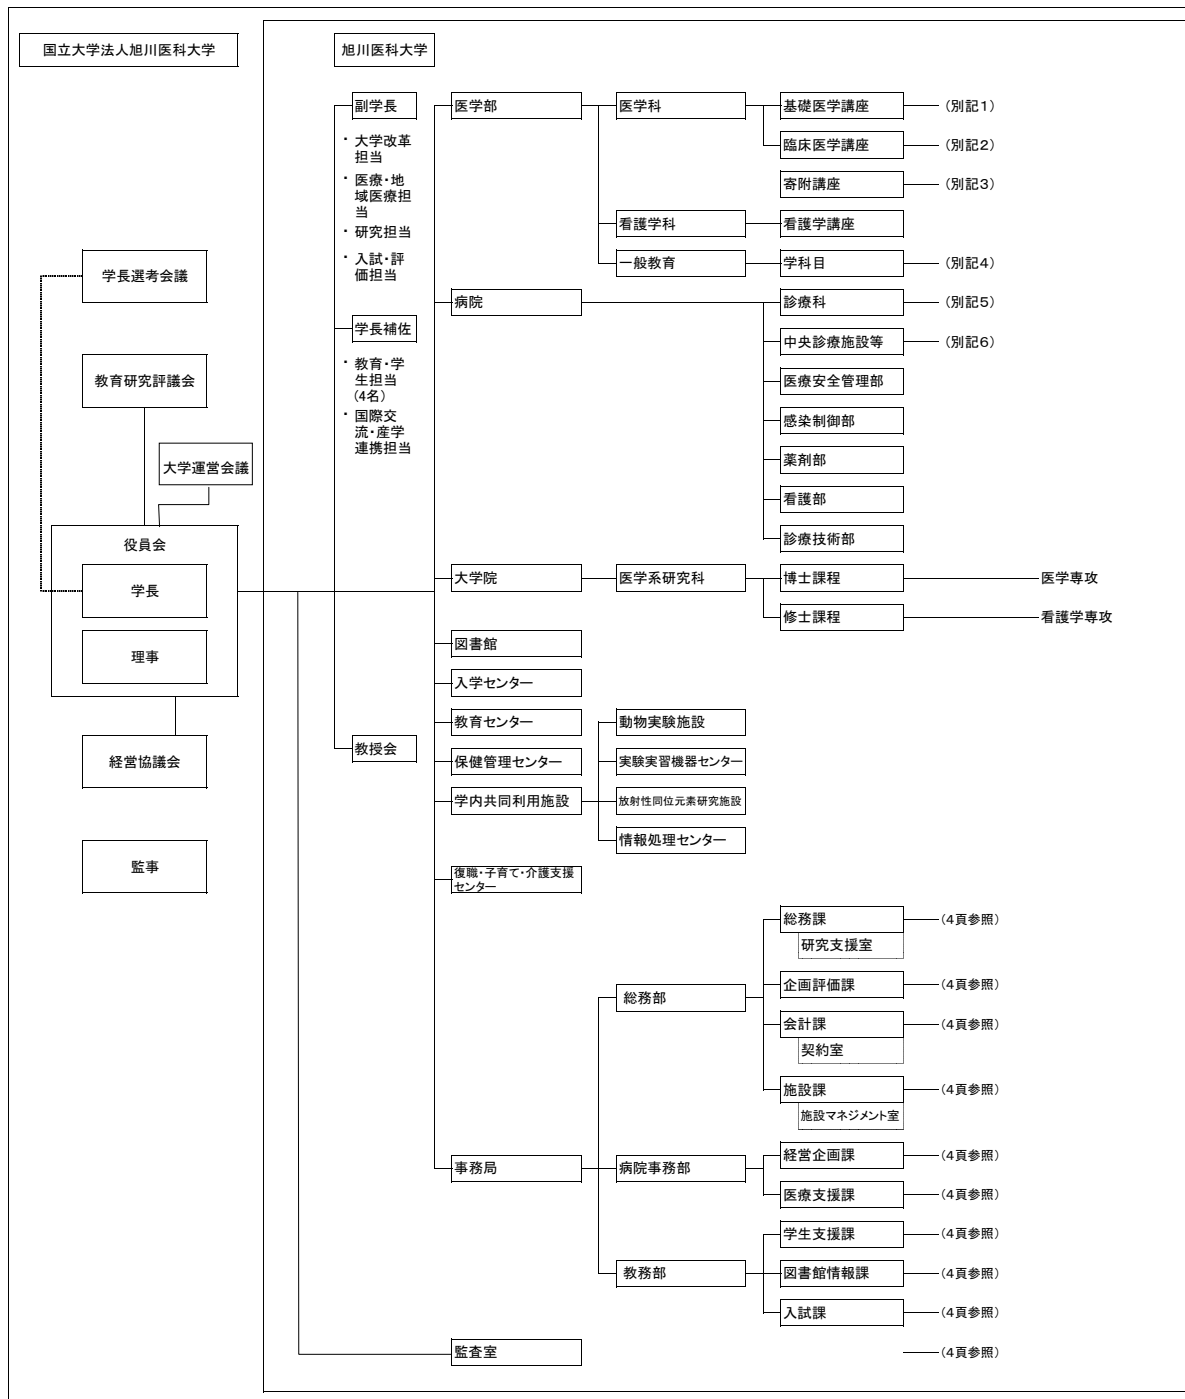 国立大学法人旭川医科大学
旭川医科大学
学長選考会議
教育研究評議会
大学運営会議
役員会
学長
理事
経営協議会
監事
副学長
・大学改革
担当
・医療・地
域医療担
当
・研究担当
・入試・評
価担当
学長補佐
・教育・学
生担当
(4名)
・国際交
流・産学
連携担当
教授会
医学部
医学科
基礎医学講座
(別記1)
臨床医学講座
(別記2)
寄附講座
(別記3)
看護学科
看護学講座
一般教育
学科目
(別記4)
病院
診療科
(別記5)
中央診療施設等
(別記6)
医療安全管理部
感染制御部
薬剤部
看護部
診療技術部
大学院
医学系研究科
博士課程
医学専攻
修士課程
看護学専攻
図書館
入学センター
教育センター
保健管理センター
学内共同利用施設
動物実験施設
実験実習機器センター
放射性同位元素研究施設
情報処理センター
復職・子育て・介護支援
センター
事務局
総務部
総務課
(4頁参照)
研究支援室
企画評価課
(4頁参照)
会計課
(4頁参照)
契約室
施設課
(4頁参照)
施設マネジメント室
病院事務部
経営企画課
(4頁参照)
医療支援課
(4頁参照)
教務部
学生支援課
(4頁参照)
図書館情報課
(4頁参照)
入試課
(4頁参照)
監査室
(4頁参照)